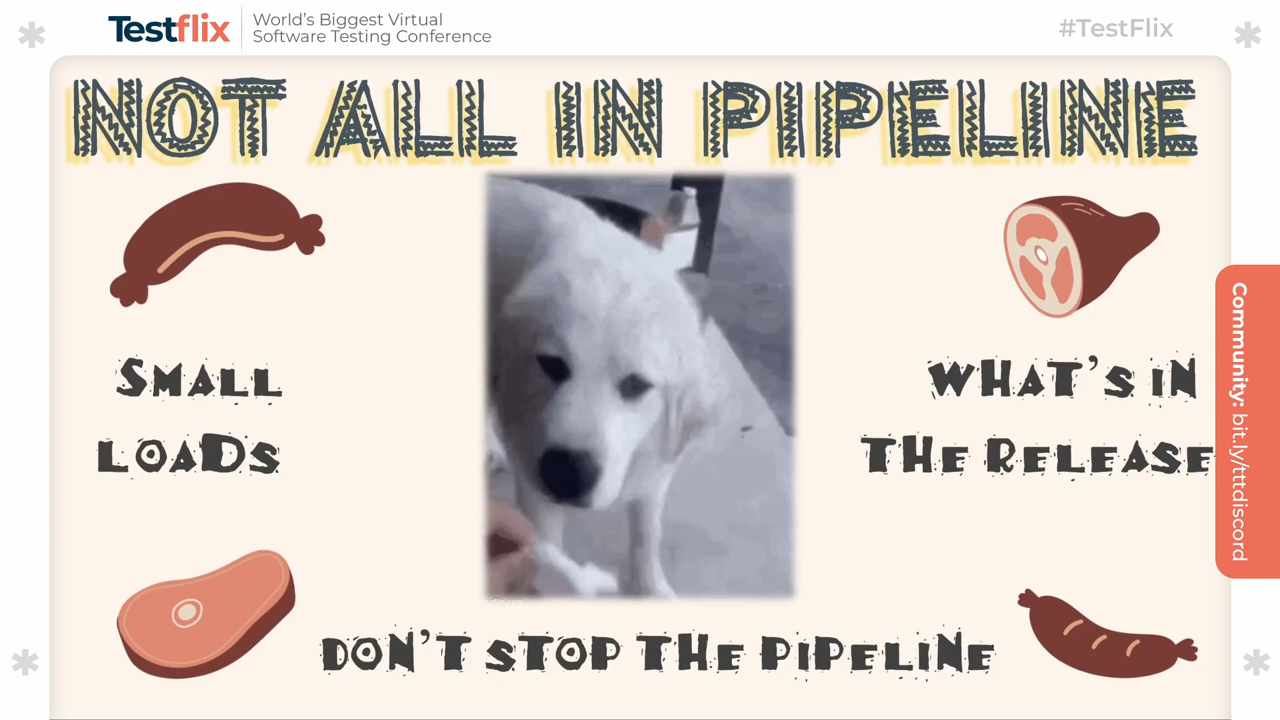 Testflix
World's Biggest Virtual
Software Testing Conference
#TestFlix
NOT ALL IN PIPELINE
SMALL
LOADS
WHAT'S IN
THE RELEASE
DON'T STOP THE PIPELINE
Community: bit.ly/tttdiscord